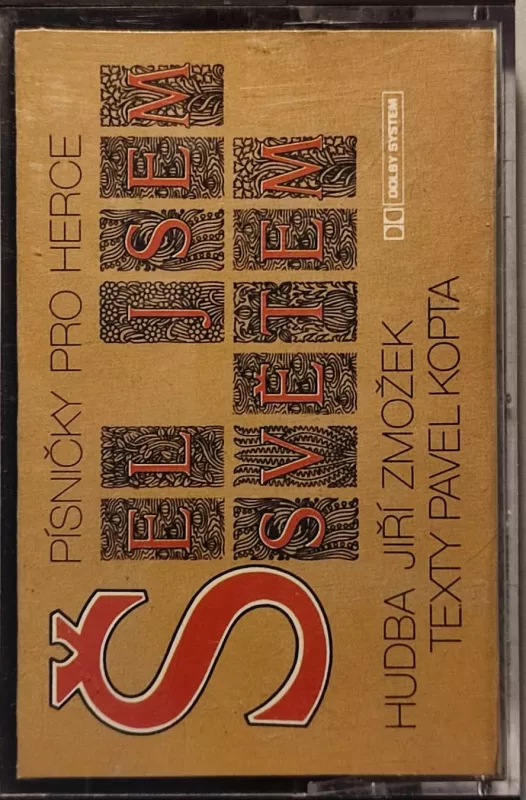 PÍSNIČKY PRO HERCE
ŠEL JSEM
SVĚTEM
DOLBY SYSTEM
HUDBA JIŘÍ ZMOŽEK
TEXTY PAVEL KOPTA